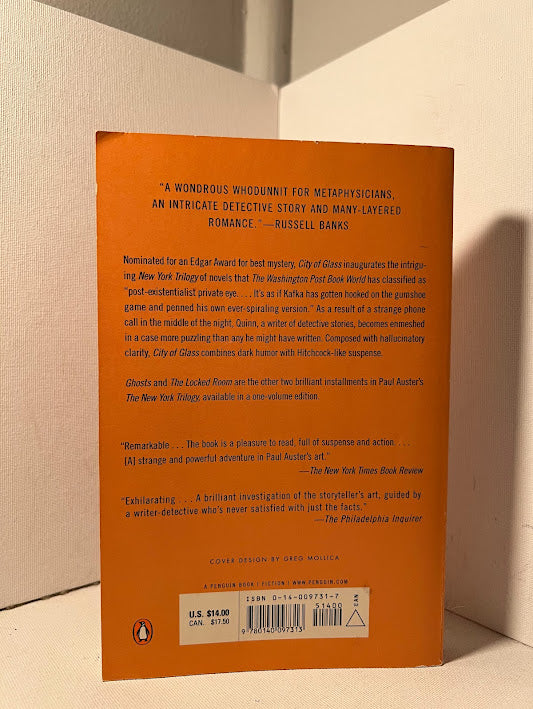 "A WONDROUS WHODUNNIT FOR METAPHYSICIANS,
AN INTRICATE DETECTIVE STORY AND MANY-LAYERED
ROMANCE."—RUSSELL BANKS
Nominated for an Edgar Award for best mystery, City of Glass inaugurates the intrigu-
ing New York Trilogy of novels that The Washington Post Book World has classified as
"post-existentialist private eye. . . . It's as if Kafka has gotten hooked on the gumshoe
game and penned his own ever-spiraling version." As a result of a strange phone
call in the middle of the night, Quinn, a writer of detective stories, becomes enmeshed
in a case more puzzling than any he might have written. Composed with hallucinatory
clarity, City of Glass combines dark humor with Hitchcock-like suspense.
Ghosts and The Locked Room are the other two brilliant installments in Paul Auster's
The New York Trilogy, available in a one-volume edition.
"Remarkable . . . The book is a pleasure to read, full of suspense and action. . . .
[A] strange and powerful adventure in Paul Auster's art."
—The New York Times Book Review
"Exhilarating . . . A brilliant investigation of the storyteller's art, guided by
a writer-detective who's never satisfied with just the facts."
—The Philadelphia Inquirer
COVER DESIGN BY GREG MOLLICA
A PENGUIN BOOK | FICTION | WWW.PENGUIN.COM
ISBN 0-14-009731-7
U.S. $14.00
CAN. $17.50
51400
EAN
9 780140 097313